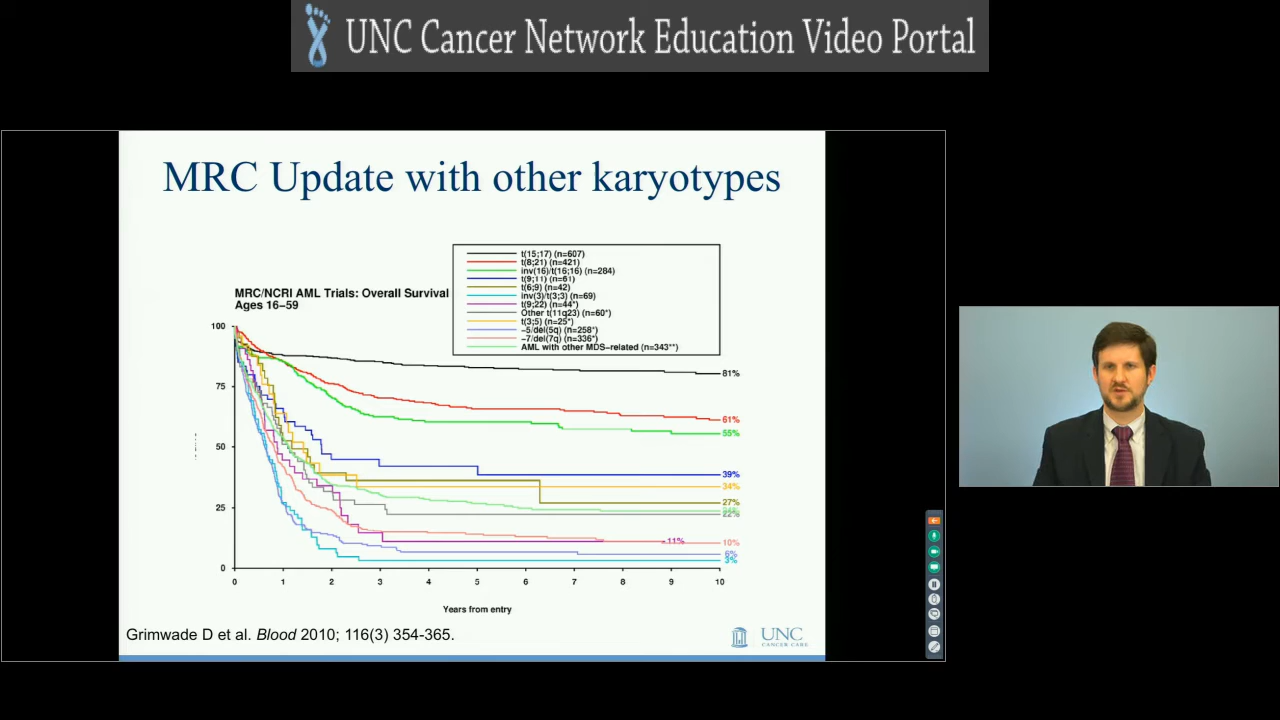 UNC Cancer Network Education Video Portal
MRC Update with other karyotypes
t(15;17) (n=607)
t(8;21) (n=421)
inv(16)/t(16;16) (n=284)
t(9;11) (n=61)
t(6;9) (n=42)
inv(3)/t(3;3) (n=69)
t(9;22) (n=44*)
Other t(11q23) (n=60*)
t(3;5) (n=25*)
−5/del(5q) (n=258*)
−7/del(7q) (n=336*)
AML with other MDS−related (n=343**)
MRC/NCRI AML Trials: Overall Survival
Ages 16−59
100
75
50
25
0
81%
61%
55%
39%
34%
27%
22%
11%
10%
6%
3%
0 1 2 3 4 5 6 7 8 9 10
Years from entry
Grimwade D et al. Blood 2010; 116(3) 354-365.
UNC
CANCER CARE